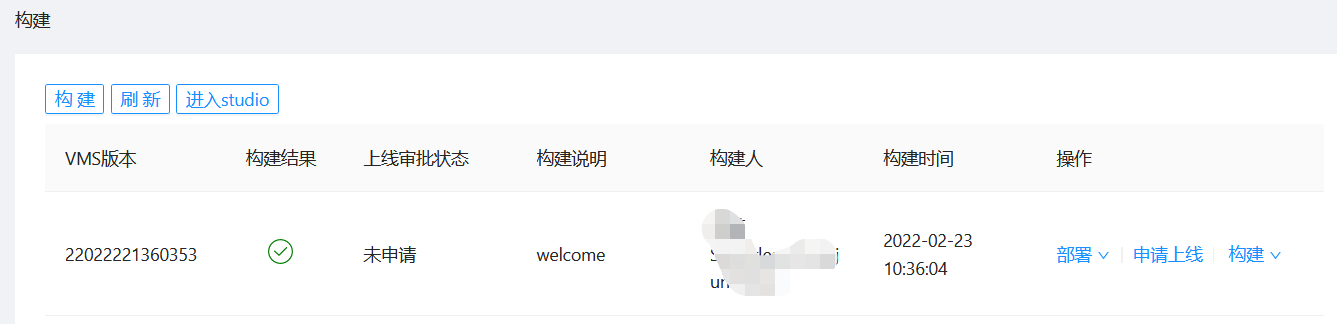 构建
构 建 刷 新 进入studio
VMS版本 构建结果 上线审批状态 构建说明 构建人 构建时间 操作
22022221360353 未申请 welcome 2022-02-23 部署 申请上线 构建
10:36:04